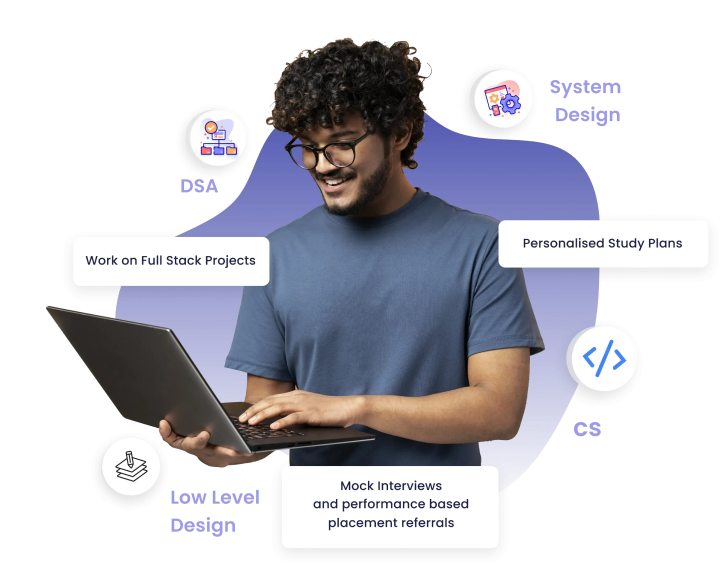 System
Design
DSA
Work on Full Stack Projects
Personalised Study Plans
CS
Low Level
Design
Mock Interviews
and performance based
placement referrals